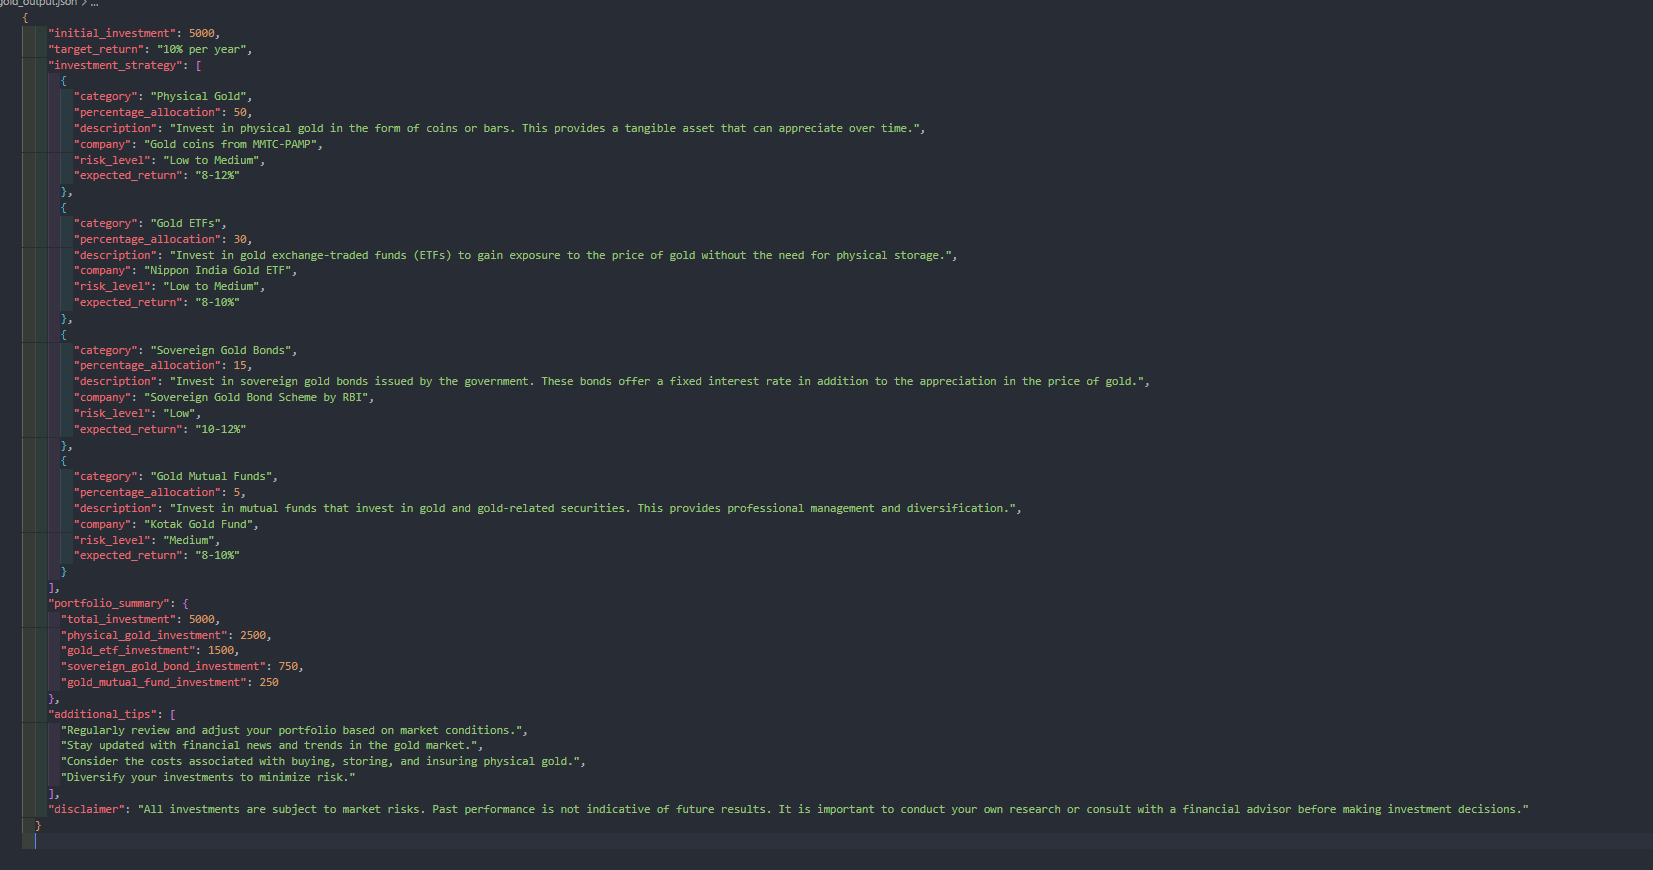 gold_output.json > ...
{
"initial_investment": 5000,
"target_return": "10% per year",
"investment_strategy": [
{
"category": "Physical Gold",
"percentage_allocation": 50,
"description": "Invest in physical gold in the form of coins or bars. This provides a tangible asset that can appreciate over time.",
"company": "Gold coins from MMTC-PAMP",
"risk_level": "Low to Medium",
"expected_return": "8-12%"
},
{
"category": "Gold ETFs",
"percentage_allocation": 30,
"description": "Invest in gold exchange-traded funds (ETFs) to gain exposure to the price of gold without the need for physical storage.",
"company": "Nippon India Gold ETF",
"risk_level": "Low to Medium",
"expected_return": "8-10%"
},
{
"category": "Sovereign Gold Bonds",
"percentage_allocation": 15,
"description": "Invest in sovereign gold bonds issued by the government. These bonds offer a fixed interest rate in addition to the appreciation in the price of gold.",
"company": "Sovereign Gold Bond Scheme by RBI",
"risk_level": "Low",
"expected_return": "10-12%"
},
{
"category": "Gold Mutual Funds",
"percentage_allocation": 5,
"description": "Invest in mutual funds that invest in gold and gold-related securities. This provides professional management and diversification.",
"company": "Kotak Gold Fund",
"risk_level": "Medium",
"expected_return": "8-10%"
}
],
"portfolio_summary": {
"total_investment": 5000,
"physical_gold_investment": 2500,
"gold_etf_investment": 1500,
"sovereign_gold_bond_investment": 750,
"gold_mutual_fund_investment": 250
},
"additional_tips": [
"Regularly review and adjust your portfolio based on market conditions.",
"Stay updated with financial news and trends in the gold market.",
"Consider the costs associated with buying, storing, and insuring physical gold.",
"Diversify your investments to minimize risk."
],
"disclaimer": "All investments are subject to market risks. Past performance is not indicative of future results. It is important to conduct your own research or consult with a financial advisor before making investment decisions."
}